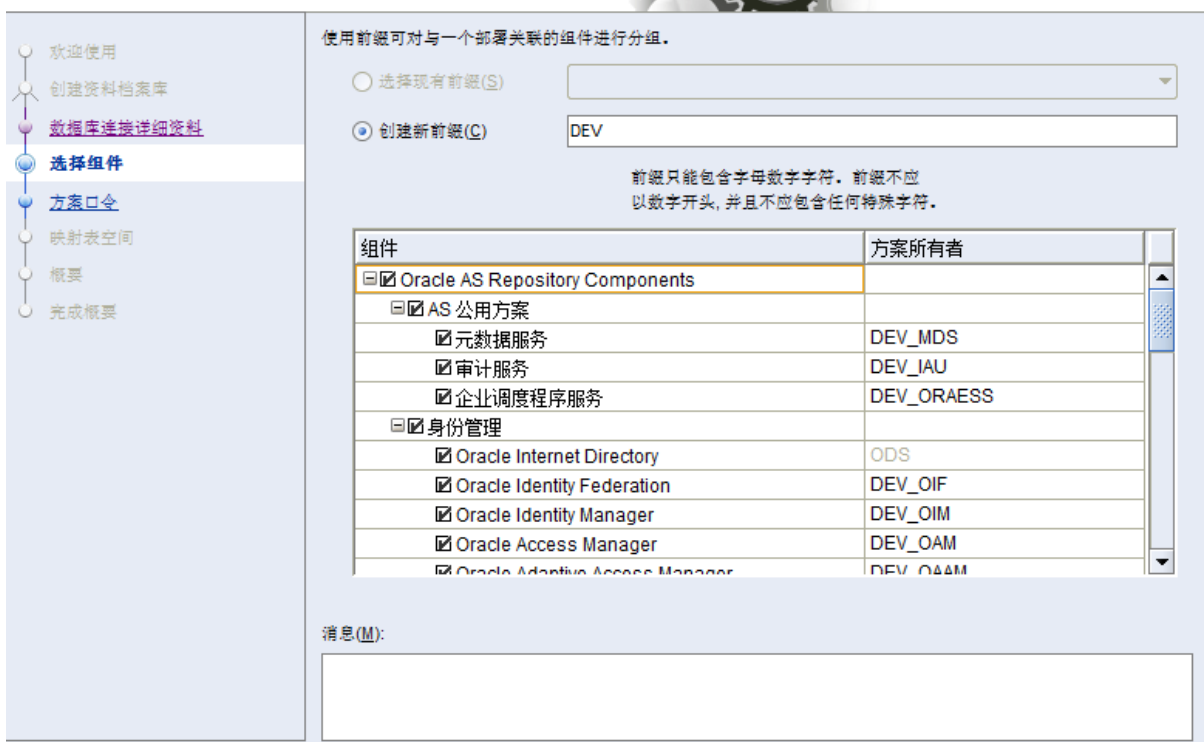 使用前缀可对与一个部署关联的组件进行分组.
欢迎使用
创建资料档案库
数据库连接详细资料
选择组件
方案口令
映射表空间
概要
完成概要
选择现有前缀(S)
创建新前缀(C) DEV
前缀只能包含字母数字字符. 前缀不应
以数字开头, 并且不应包含任何特殊字符.
组件 方案所有者
Oracle AS Repository Components
AS 公用方案
元数据服务 DEV_MDS
审计服务 DEV_IAU
企业调度程序服务 DEV_ORAESS
身份管理
Oracle Internet Directory ODS
Oracle Identity Federation DEV_OIF
Oracle Identity Manager DEV_OIM
Oracle Access Manager DEV_OAM
Oracle Adaptive Access Manager DEV_OAAM
消息(M):